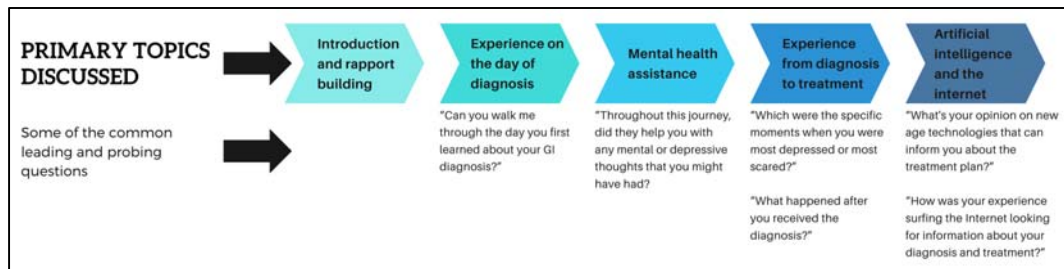 PRIMARY TOPICS
DISCUSSED
Introduction
and rapport
building
Experience on
the day of
diagnosis
Mental health
assistance
Experience
from diagnosis
to treatment
Artificial
intelligence
and the
internet
Some of the common
leading and probing
questions
"Can you walk me
through the day you first
learned about your GI
diagnosis?"
"Throughout this journey,
did they help you with
any mental or depressive
thoughts that you might
have had?
"Which were the specific
moments when you were
most depressed or most
scared?"
"What happened after
you received the
diagnosis?"
"What's your opinion on new
age technologies that can
inform you about the
treatment plan?"
"How was your experience
surfing the Internet looking
for information about your
diagnosis and treatment?"